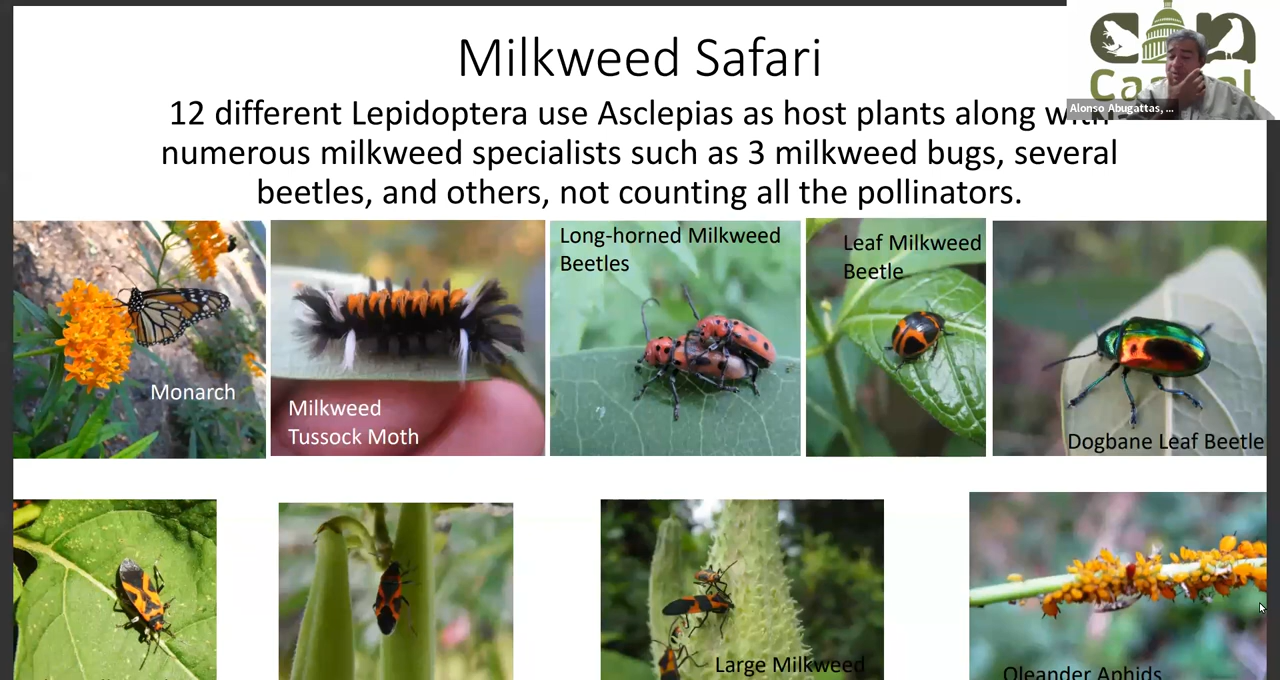 Milkweed Safari
12 different Lepidoptera use Asclepias as host plants along with
numerous milkweed specialists such as 3 milkweed bugs, several
beetles, and others, not counting all the pollinators.
Alonso Abugattas, ...
Monarch
Milkweed
Tussock Moth
Long-horned Milkweed
Beetles
Leaf Milkweed
Beetle
Dogbane Leaf Beetle
Large Milkweed
Oleander Aphids